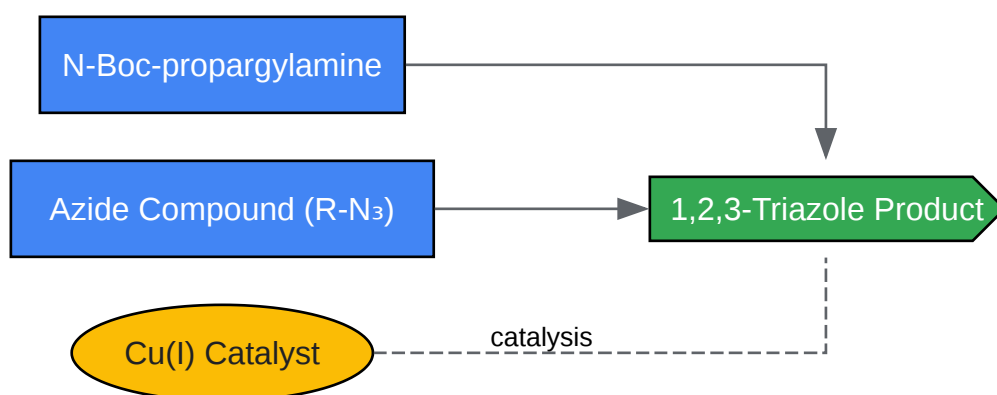 N-Boc-propargylamine
Azide Compound (R-N₃)
1,2,3-Triazole Product
Cu(I) Catalyst
catalysis